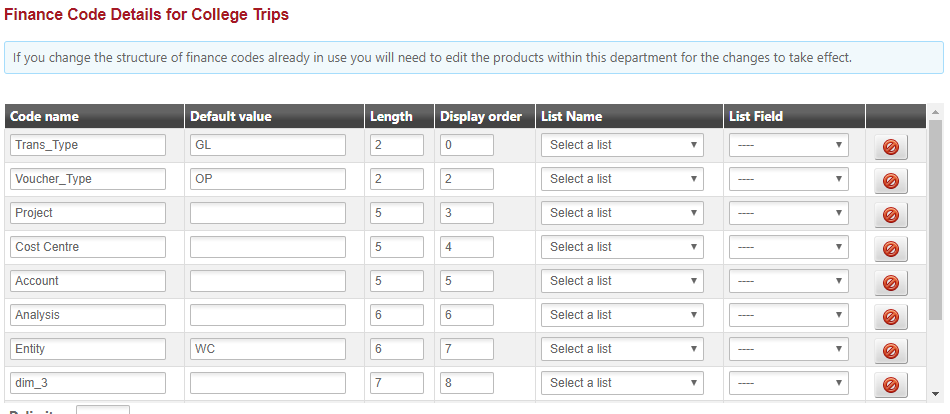 Finance Code Details for College Trips
If you change the structure of finance codes already in use you will need to edit the products within this department for the changes to take effect.
Code name Default value Length Display order List Name List Field
Trans_Type GL 2 0 Select a list ----
Voucher_Type OP 2 2 Select a list ----
Project 5 3 Select a list ----
Cost Centre 5 4 Select a list ----
Account 5 5 Select a list ----
Analysis 6 6 Select a list ----
Entity WC 6 7 Select a list ----
dim_3 7 8 Select a list ----